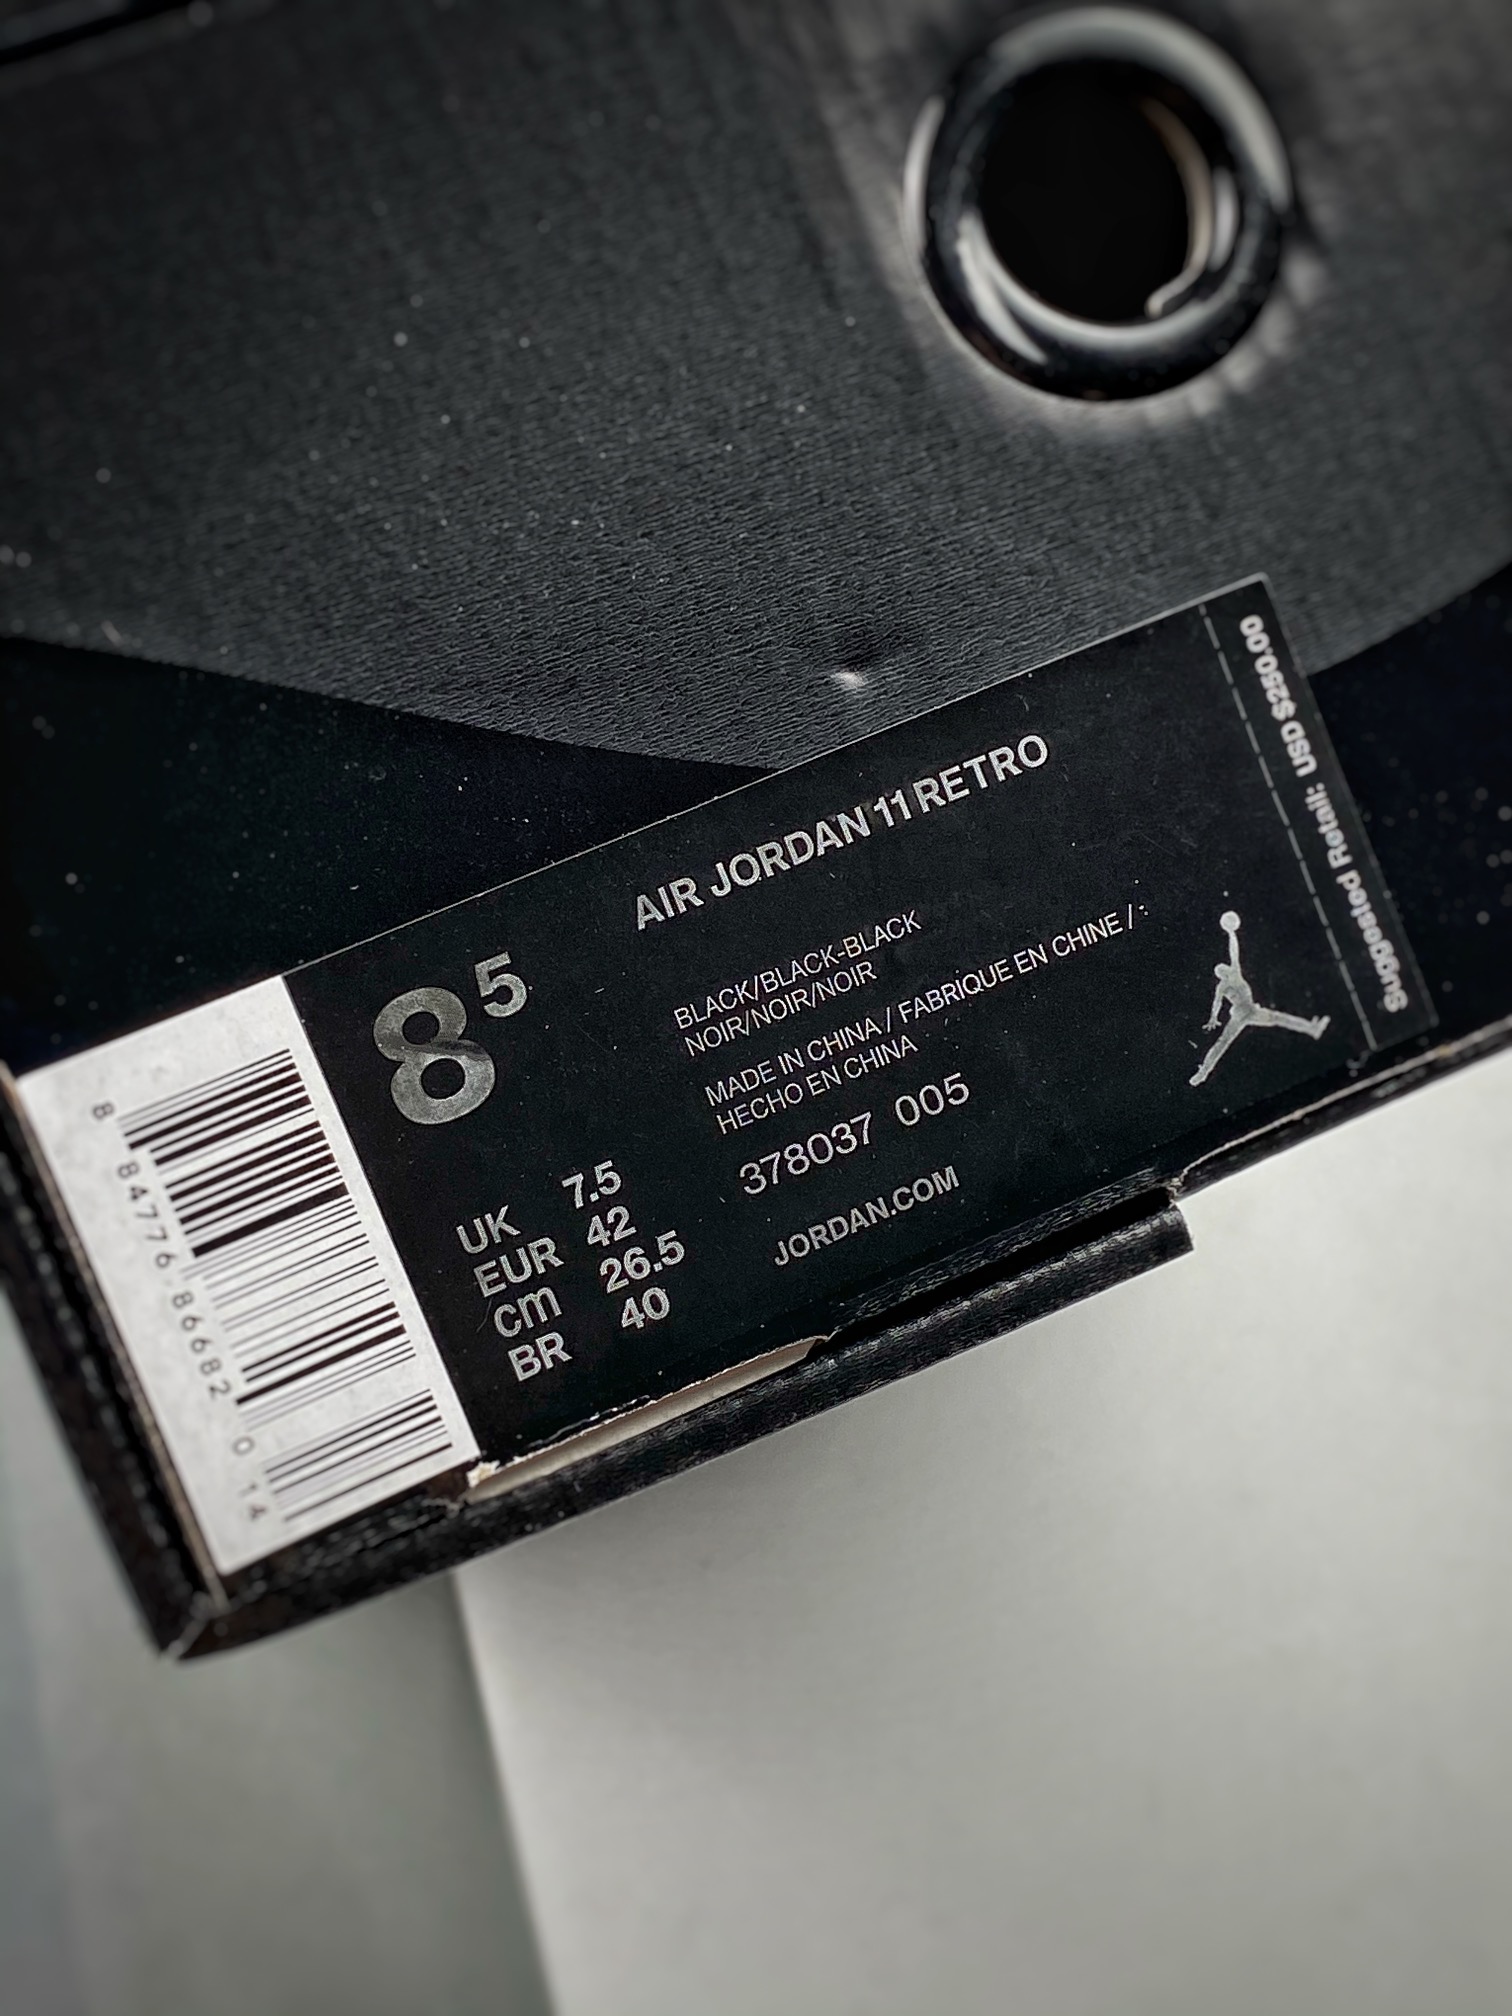 Suggested Retail: USD $250.00
AIR JORDAN 11 RETRO
8 5
BLACK/BLACK-BLACK
NOIR/NOIR/NOIR
MADE IN CHINA / FABRIQUE EN CHINE / :
HECHO EN CHINA
378037 005
JORDAN.COM
UK 7.5
EUR 42
cm 26.5
BR 40
8 84776 86682 0 14